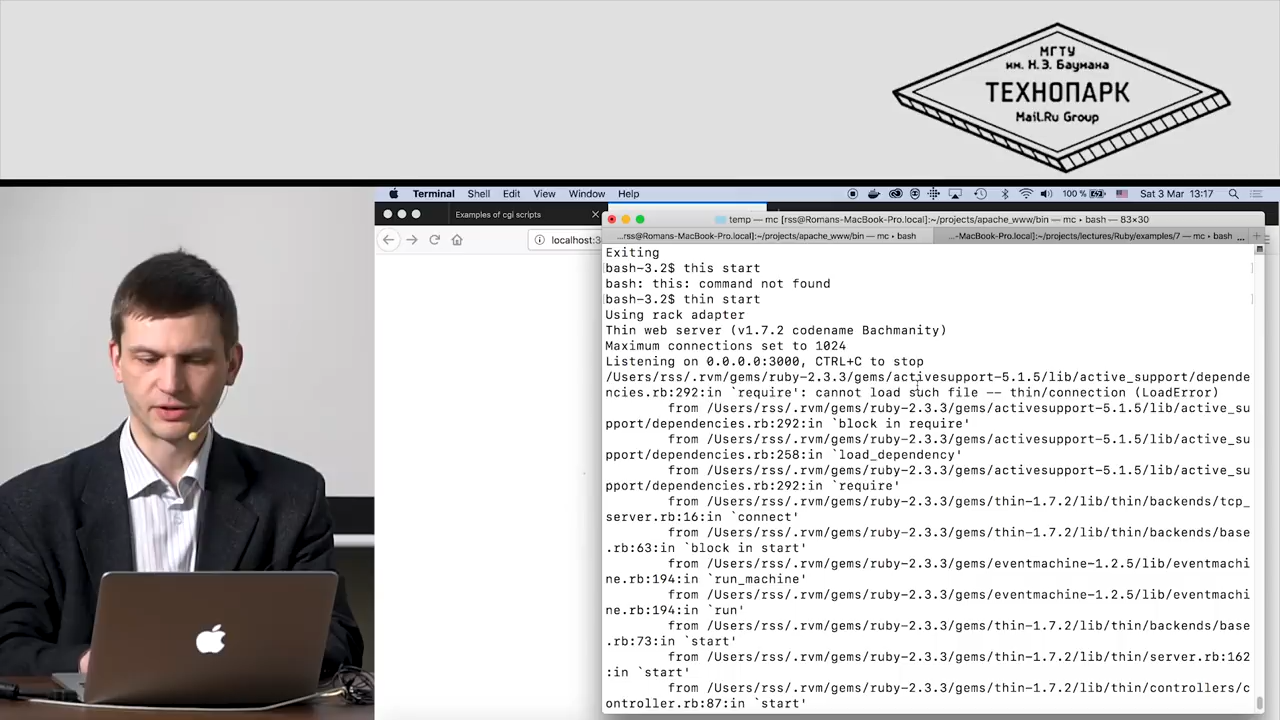 МГТУ
им. Н.Э. Баумана
ТЕХНОПАРК
Mail.Ru Group
Terminal Shell Edit View Window Help 100 % Sat 3 Mar 13:17
Examples of cgi scripts
localhost:3
temp — mc [rss@Romans-MacBook-Pro.local]:~/projects/apache_www/bin — mc ▸ bash — 83×30
...rss@Romans-MacBook-Pro.local]:~/projects/apache_www/bin — mc ▸ bash
...-MacBook-Pro.local]:~/projects/lectures/Ruby/examples/7 — mc ▸ bash ...
Exiting
bash-3.2$ this start
bash: this: command not found
bash-3.2$ thin start
Using rack adapter
Thin web server (v1.7.2 codename Bachmanity)
Maximum connections set to 1024
Listening on 0.0.0.0:3000, CTRL+C to stop
/Users/rss/.rvm/gems/ruby-2.3.3/gems/activesupport-5.1.5/lib/active_support/depende
ncies.rb:292:in `require': cannot load such file -- thin/connection (LoadError)
from /Users/rss/.rvm/gems/ruby-2.3.3/gems/activesupport-5.1.5/lib/active_su
pport/dependencies.rb:292:in `block in require'
from /Users/rss/.rvm/gems/ruby-2.3.3/gems/activesupport-5.1.5/lib/active_su
pport/dependencies.rb:258:in `load_dependency'
from /Users/rss/.rvm/gems/ruby-2.3.3/gems/activesupport-5.1.5/lib/active_su
pport/dependencies.rb:292:in `require'
from /Users/rss/.rvm/gems/ruby-2.3.3/gems/thin-1.7.2/lib/thin/backends/tcp_
server.rb:16:in `connect'
from /Users/rss/.rvm/gems/ruby-2.3.3/gems/thin-1.7.2/lib/thin/backends/base
.rb:63:in `block in start'
from /Users/rss/.rvm/gems/ruby-2.3.3/gems/eventmachine-1.2.5/lib/eventmachi
ne.rb:194:in `run_machine'
from /Users/rss/.rvm/gems/ruby-2.3.3/gems/eventmachine-1.2.5/lib/eventmachi
ne.rb:194:in `run'
from /Users/rss/.rvm/gems/ruby-2.3.3/gems/thin-1.7.2/lib/thin/backends/base
.rb:73:in `start'
from /Users/rss/.rvm/gems/ruby-2.3.3/gems/thin-1.7.2/lib/thin/server.rb:162
:in `start'
from /Users/rss/.rvm/gems/ruby-2.3.3/gems/thin-1.7.2/lib/thin/controllers/c
ontroller.rb:87:in `start'